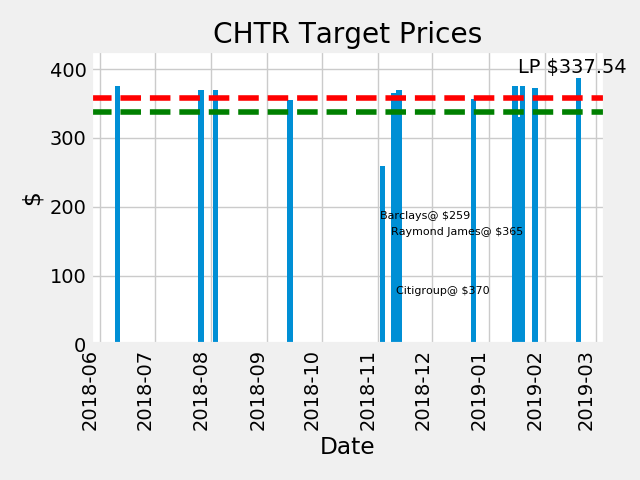 CHTR Target Prices
LP $337.54
400
300
200
100
0
$
Barclays@ $259
Raymond James@ $365
Citigroup@ $370
2018-06
2018-07
2018-08
2018-09
2018-10
2018-11
2018-12
2019-01
2019-02
2019-03
Date